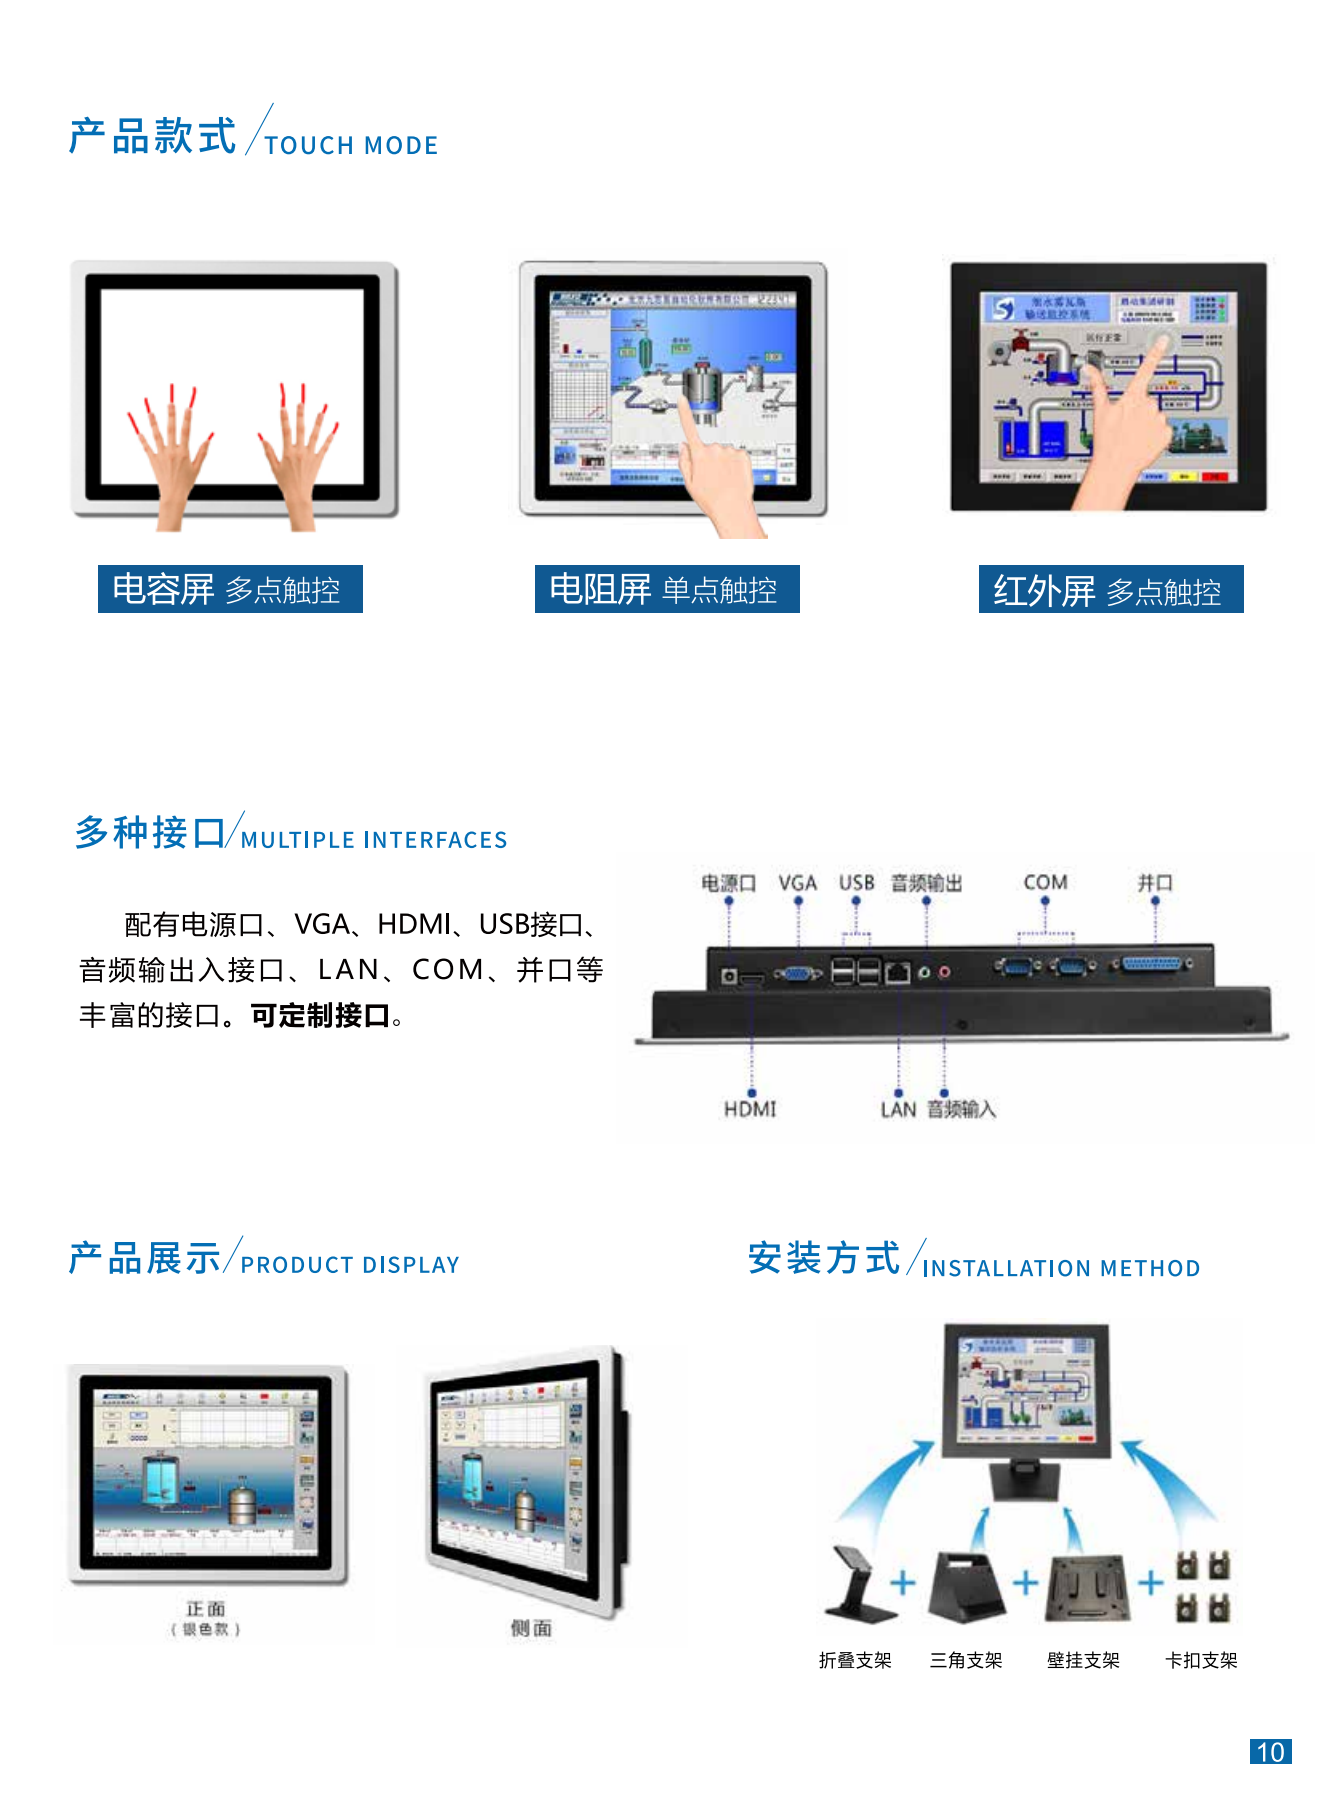 产品款式 TOUCH MODE
电容屏 多点触控
电阻屏 单点触控
红外屏 多点触控
多种接口 MULTIPLE INTERFACES
配有电源口、VGA、HDMI、USB接口、
音频输出入接口、LAN、COM、并口等
丰富的接口。可定制接口。
电源口 VGA USB 音频输出 COM 并口
HDMI LAN 音频输入
产品展示 PRODUCT DISPLAY
正面
(银色款)
侧面
安装方式 INSTALLATION METHOD
折叠支架 三角支架 壁挂支架 卡扣支架
10